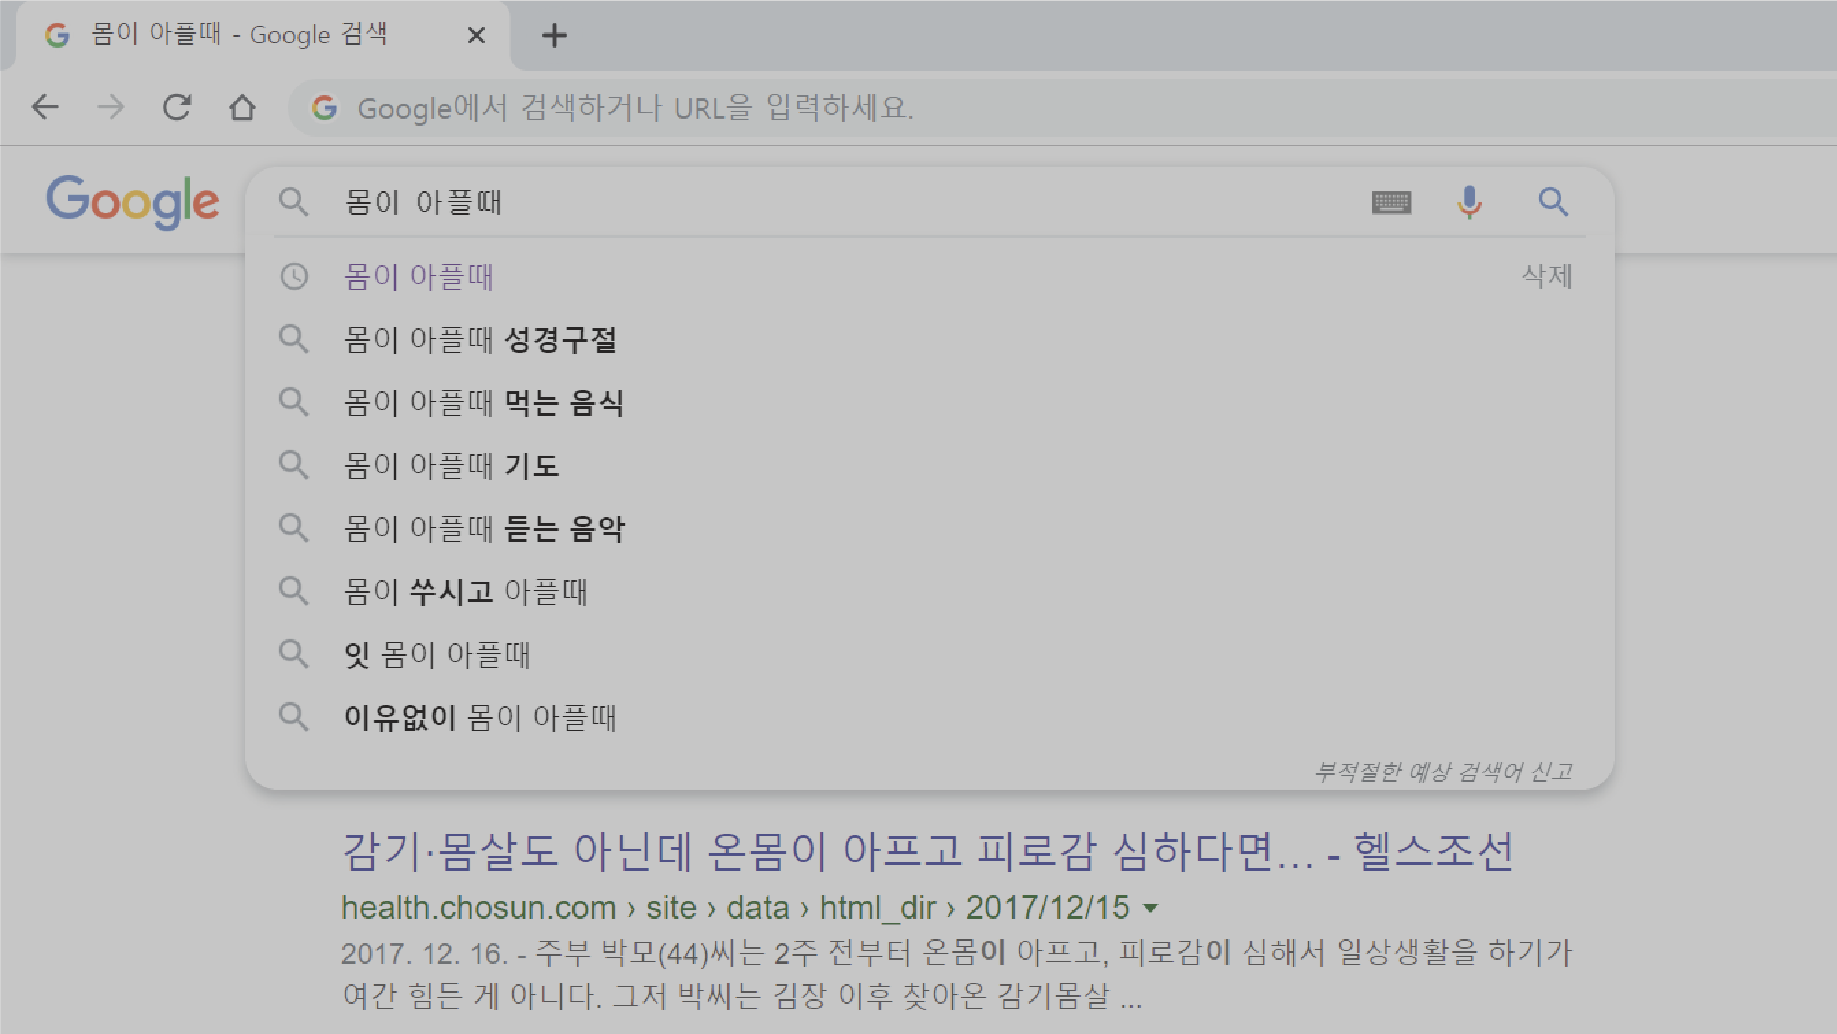 몸이 아플때 - Google 검색
Google에서 검색하거나 URL을 입력하세요.
Google
몸이 아플때
몸이 아플때 삭제
몸이 아플때 성경구절
몸이 아플때 먹는 음식
몸이 아플때 기도
몸이 아플때 듣는 음악
몸이 쑤시고 아플때
잇 몸이 아플때
이유없이 몸이 아플때
부적절한 예상 검색어 신고
감기·몸살도 아닌데 온몸이 아프고 피로감 심하다면... - 헬스조선
health.chosun.com › site › data › html_dir › 2017/12/15
2017. 12. 16. - 주부 박모(44)씨는 2주 전부터 온몸이 아프고, 피로감이 심해서 일상생활을 하기가
여간 힘든 게 아니다. 그저 박씨는 김장 이후 찾아온 감기몸살 ...